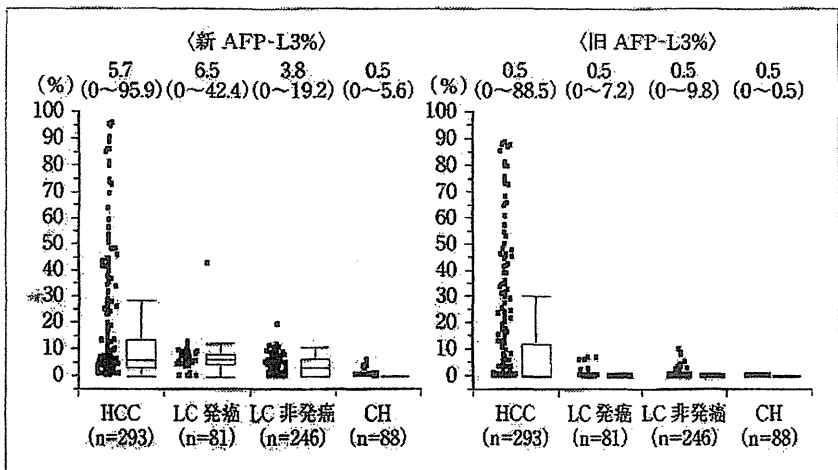 〈新 AFP-L3%〉
5.7 6.5 3.8 0.5
(%) (0〜95.9) (0〜42.4) (0〜19.2) (0〜5.6)
100
90
80
70
60
50
40
30
20
10
0
HCC LC 発癌 LC 非発癌 CH
(n=293) (n=81) (n=246) (n=88)
〈旧 AFP-L3%〉
0.5 0.5 0.5 0.5
(%) (0〜88.5) (0〜7.2) (0〜9.8) (0〜0.5)
100
90
80
70
60
50
40
30
20
10
0
HCC LC 発癌 LC 非発癌 CH
(n=293) (n=81) (n=246) (n=88)